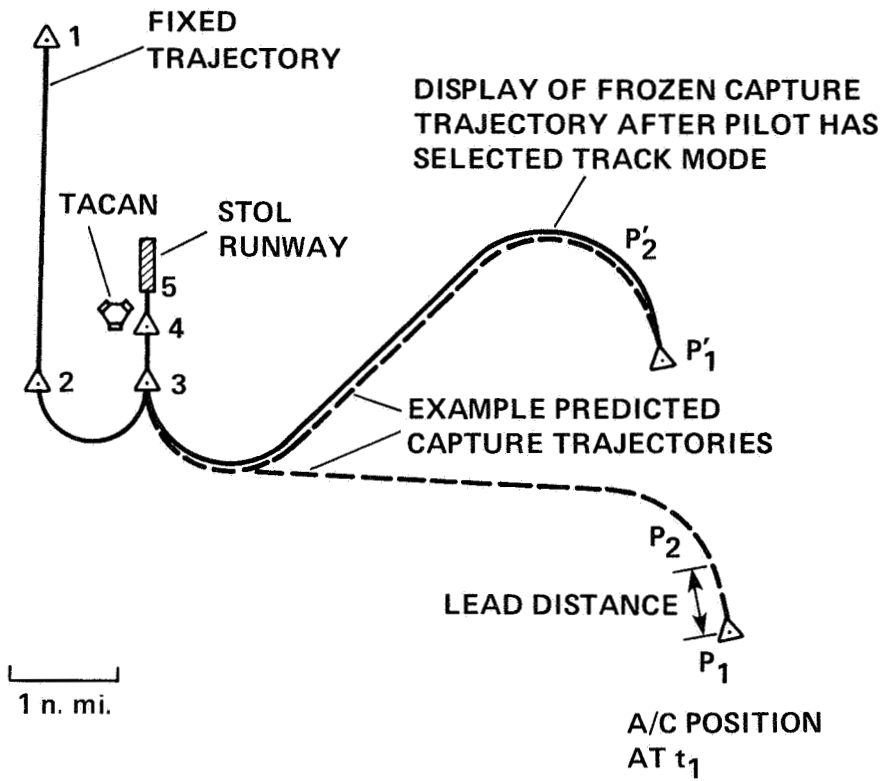 1
FIXED
TRAJECTORY
DISPLAY OF FROZEN CAPTURE
TRAJECTORY AFTER PILOT HAS
SELECTED TRACK MODE
TACAN
STOL
RUNWAY
P′2
5
4
P′1
2
3
EXAMPLE PREDICTED
CAPTURE TRAJECTORIES
P2
LEAD DISTANCE
P1
1 n. mi.
A/C POSITION
AT t1